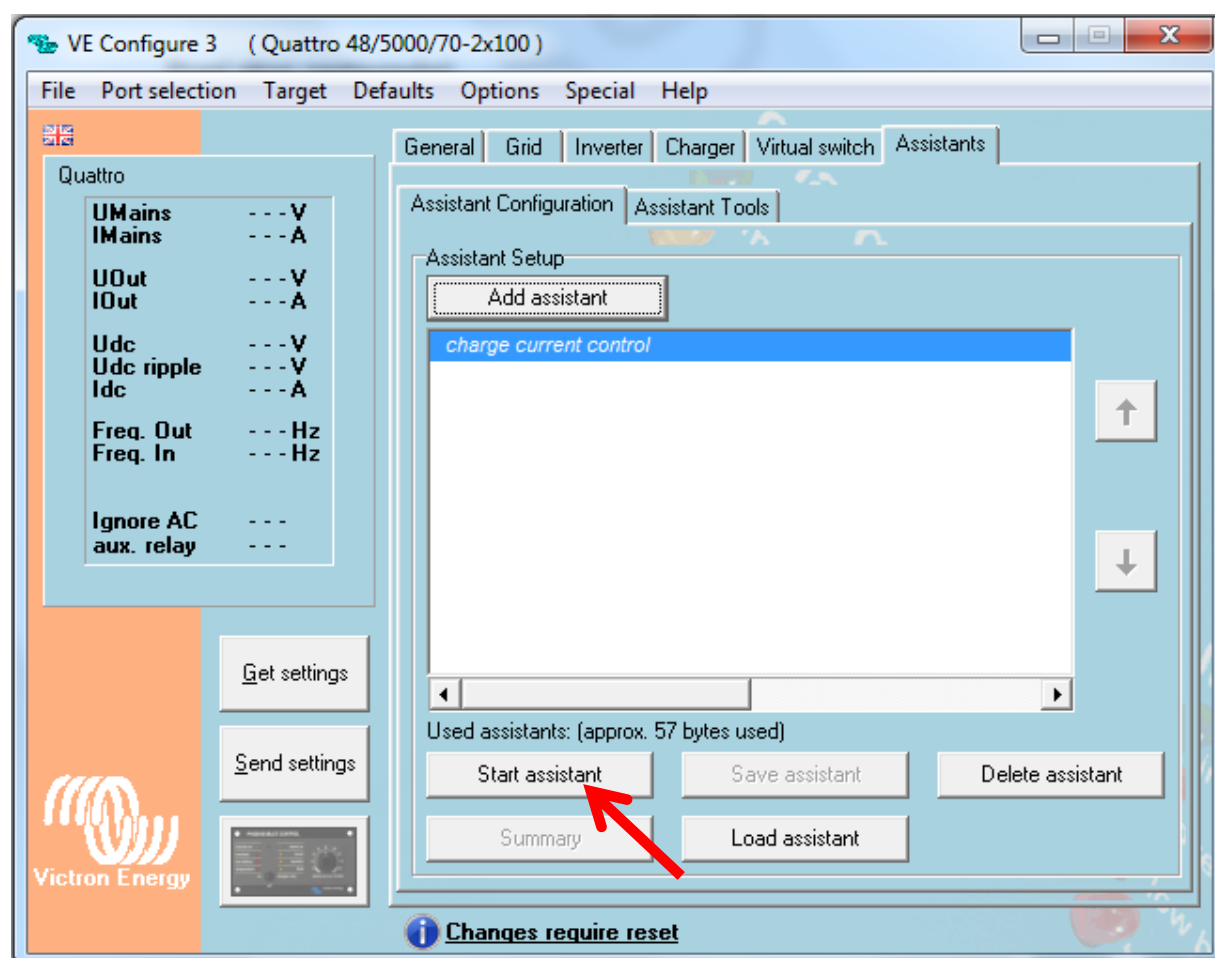 VE Configure 3 ( Quattro 48/5000/70-2x100 )
File Port selection Target Defaults Options Special Help
General Grid Inverter Charger Virtual switch Assistants
Quattro
UMains - - - V
IMains - - - A
UOut - - - V
IOut - - - A
Udc - - - V
Udc ripple - - - V
Idc - - - A
Freq. Out - - - Hz
Freq. In - - - Hz
Ignore AC - - -
aux. relay - - -
Get settings
Send settings
Victron Energy
Assistant Configuration Assistant Tools
Assistant Setup
Add assistant
charge current control
Used assistants: (approx. 57 bytes used)
Start assistant Save assistant Delete assistant
Summary Load assistant
Changes require reset